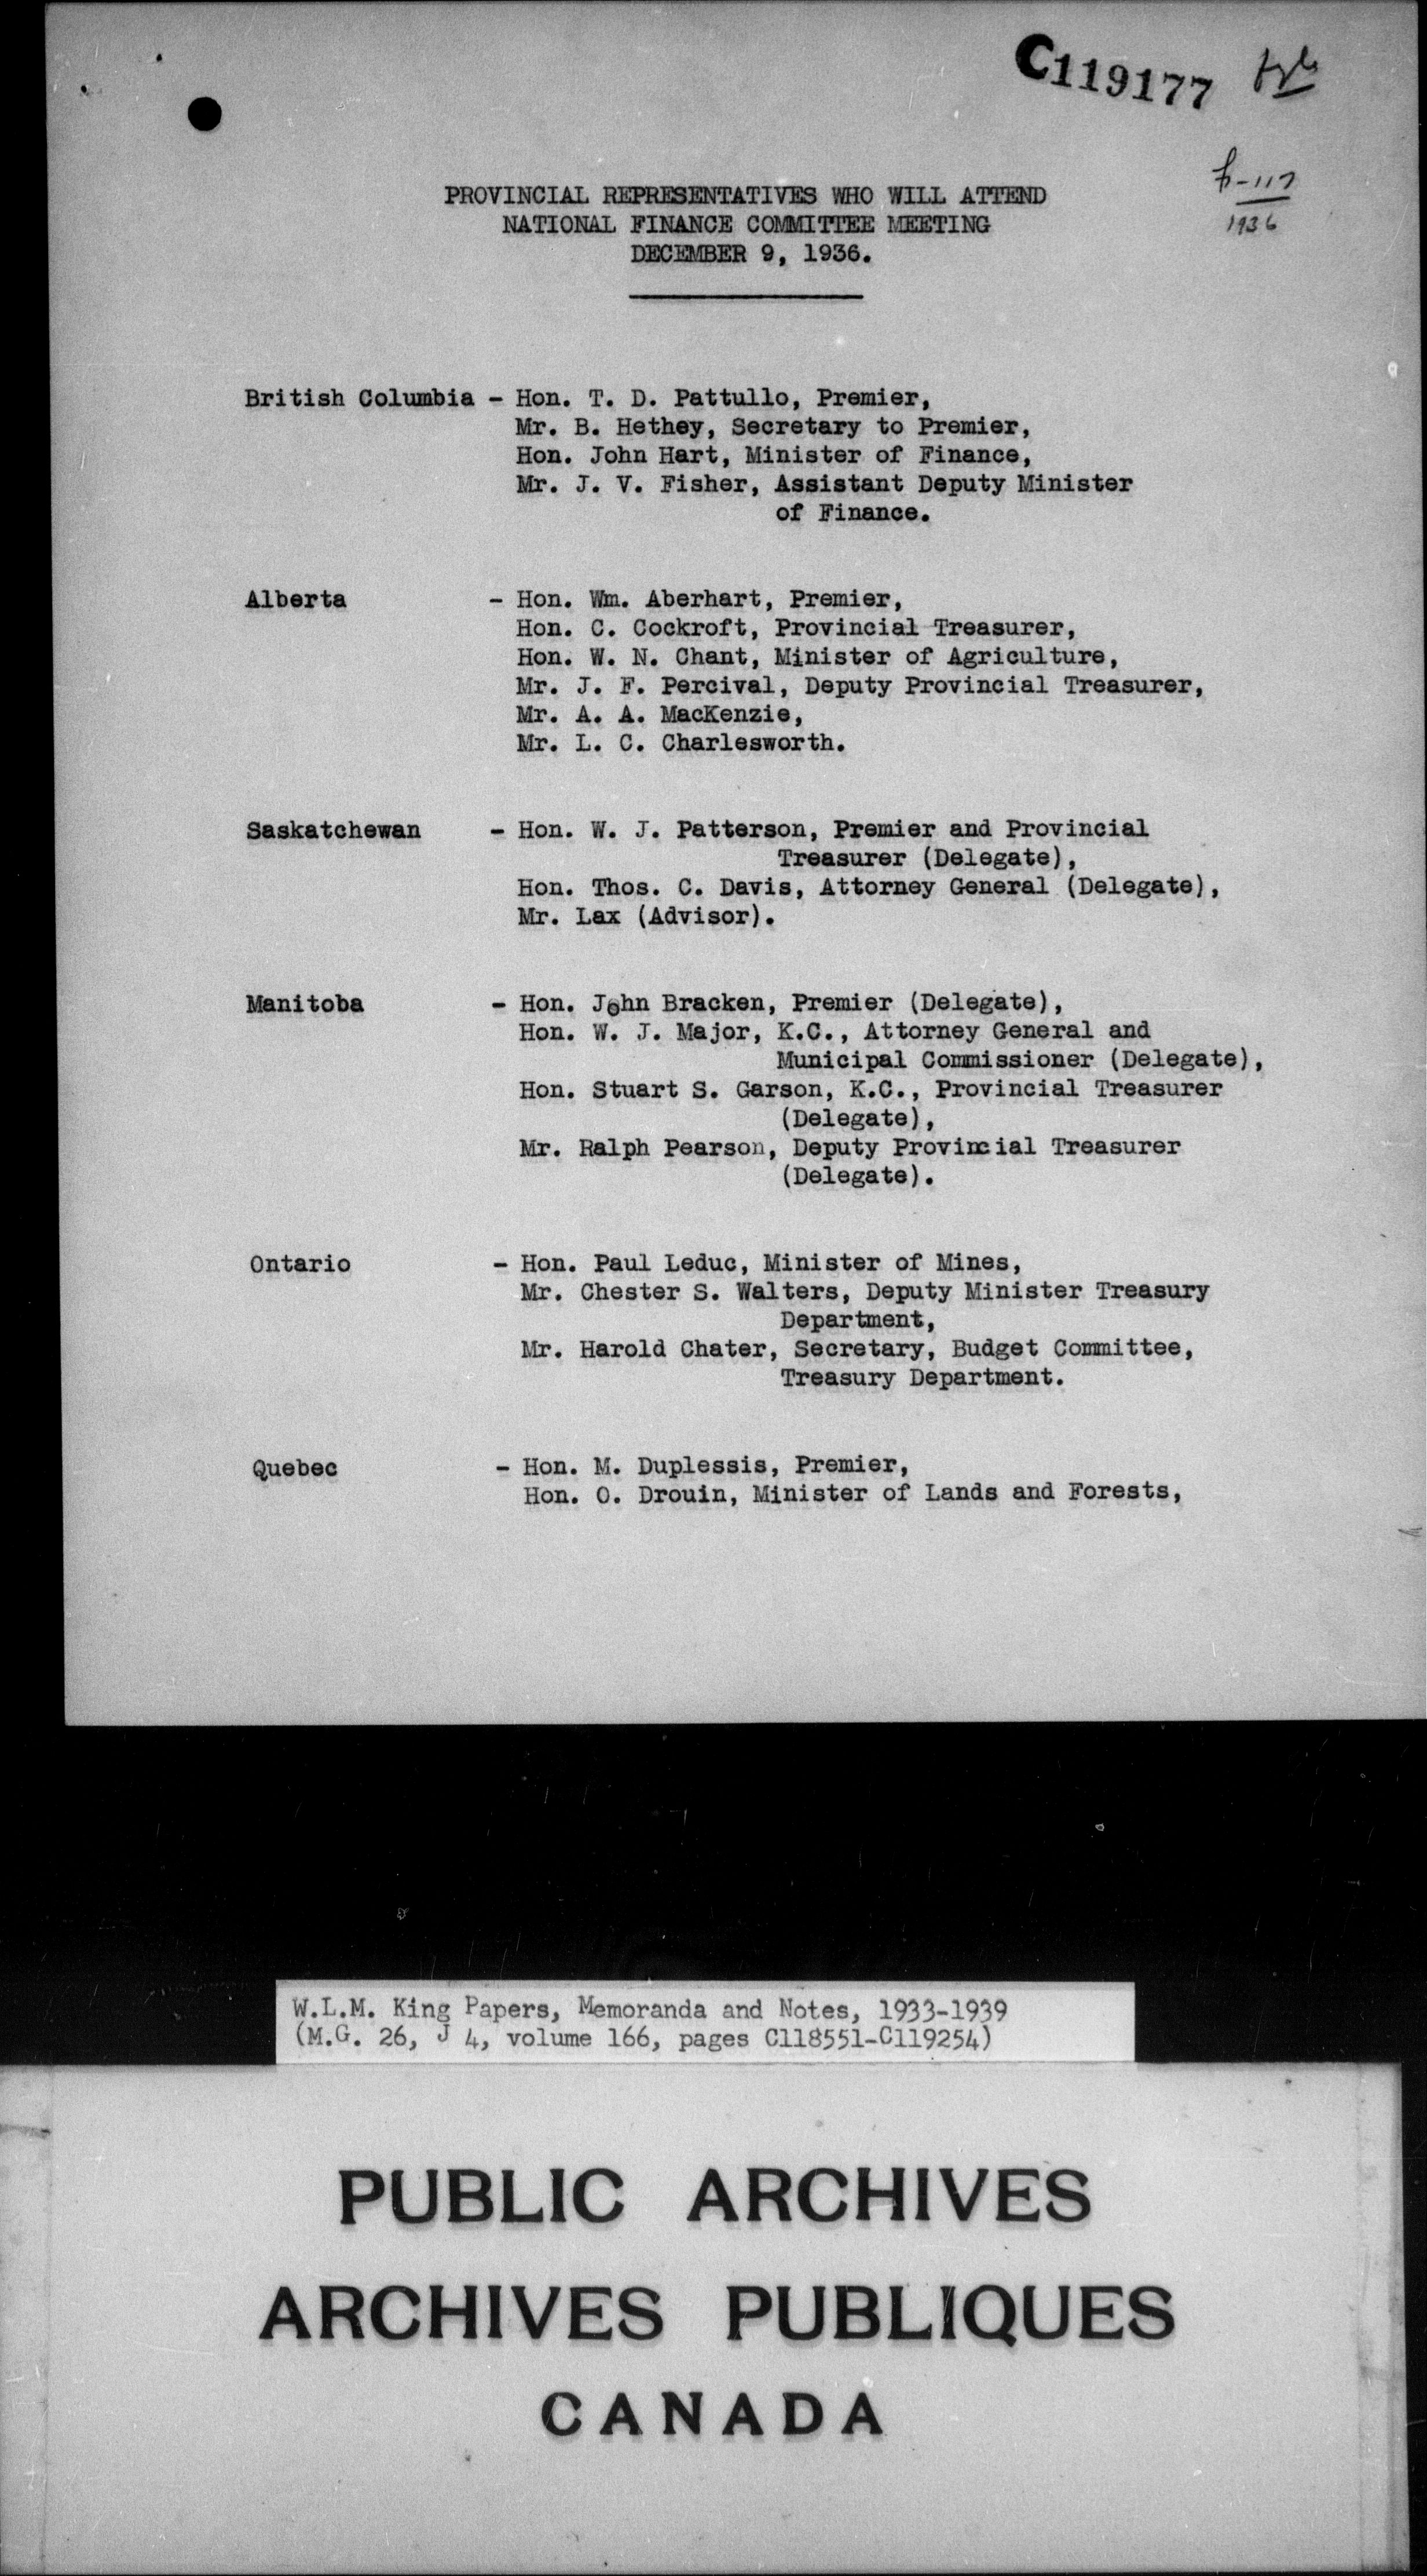 C119177
1936
PROVINCIAL REPRESENTATIVES WHO WILL ATTEND
NATIONAL FINANCE COMMITTEE MEETING
DECEMBER 9, 1936.
British Columbia - Hon. T. D. Pattullo, Premier,
Mr. B. Hethey, Secretary to Premier,
Hon. John Hart, Minister of Finance,
Mr. J. V. Fisher, Assistant Deputy Minister
of Finance.
Alberta - Hon. Wm. Aberhart, Premier,
Hon. C. Cockroft, Provincial Treasurer,
Hon. W. N. Chant, Minister of Agriculture,
Mr. J. F. Percival, Deputy Provincial Treasurer,
Mr. A. A. MacKenzie,
Mr. L. C. Charlesworth.
Saskatchewan - Hon. W. J. Patterson, Premier and Provincial
Treasurer (Delegate),
Hon. Thos. C. Davis, Attorney General (Delegate),
Mr. Lax (Advisor).
Manitoba - Hon. John Bracken, Premier (Delegate),
Hon. W. J. Major, K.C., Attorney General and
Municipal Commissioner (Delegate),
Hon. Stuart S. Garson, K.C., Provincial Treasurer
(Delegate),
Mr. Ralph Pearson, Deputy Provincial Treasurer
(Delegate).
Ontario - Hon. Paul Leduc, Minister of Mines,
Mr. Chester S. Walters, Deputy Minister Treasury
Department,
Mr. Harold Chater, Secretary, Budget Committee,
Treasury Department.
Quebec - Hon. M. Duplessis, Premier,
Hon. O. Drouin, Minister of Lands and Forests,
W.L.M. King Papers, Memoranda and Notes, 1933-1939
(M.G. 26, J 4, volume 166, pages C118551-C119254)
PUBLIC ARCHIVES
ARCHIVES PUBLIQUES
CANADA